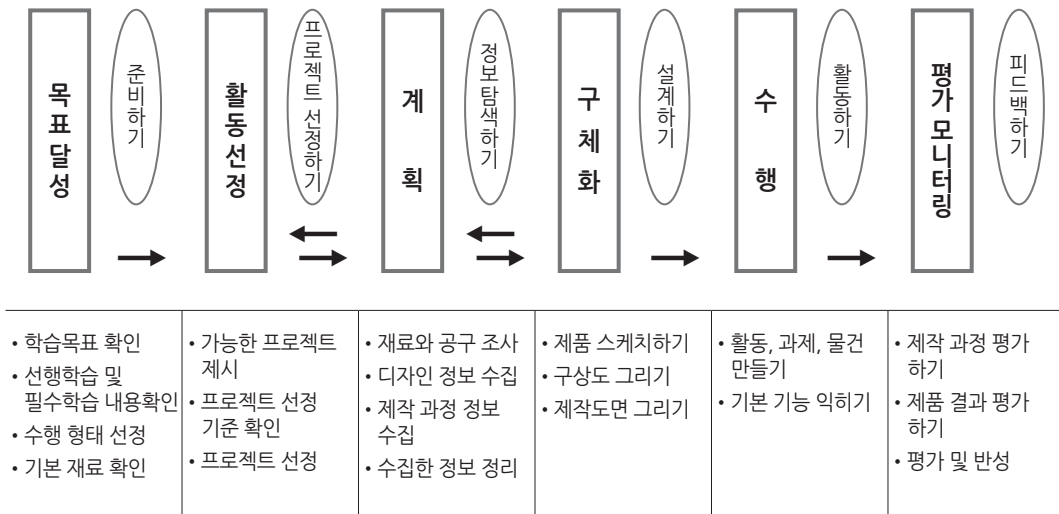 목표달성
준비하기
활동선정
프로젝트 선정하기
계획
정보탐색하기
구체화
설계하기
수행
활동하기
평가모니터링
피드백하기
• 학습목표 확인
• 선행학습 및
필수학습 내용확인
• 수행 형태 선정
• 기본 재료 확인
• 가능한 프로젝트
제시
• 프로젝트 선정
기준 확인
• 프로젝트 선정
• 재료와 공구 조사
• 디자인 정보 수집
• 제작 과정 정보
수집
• 수집한 정보 정리
• 제품 스케치하기
• 구상도 그리기
• 제작도면 그리기
• 활동, 과제, 물건
만들기
• 기본 기능 익히기
• 제작 과정 평가
하기
• 제품 결과 평가
하기
• 평가 및 반성